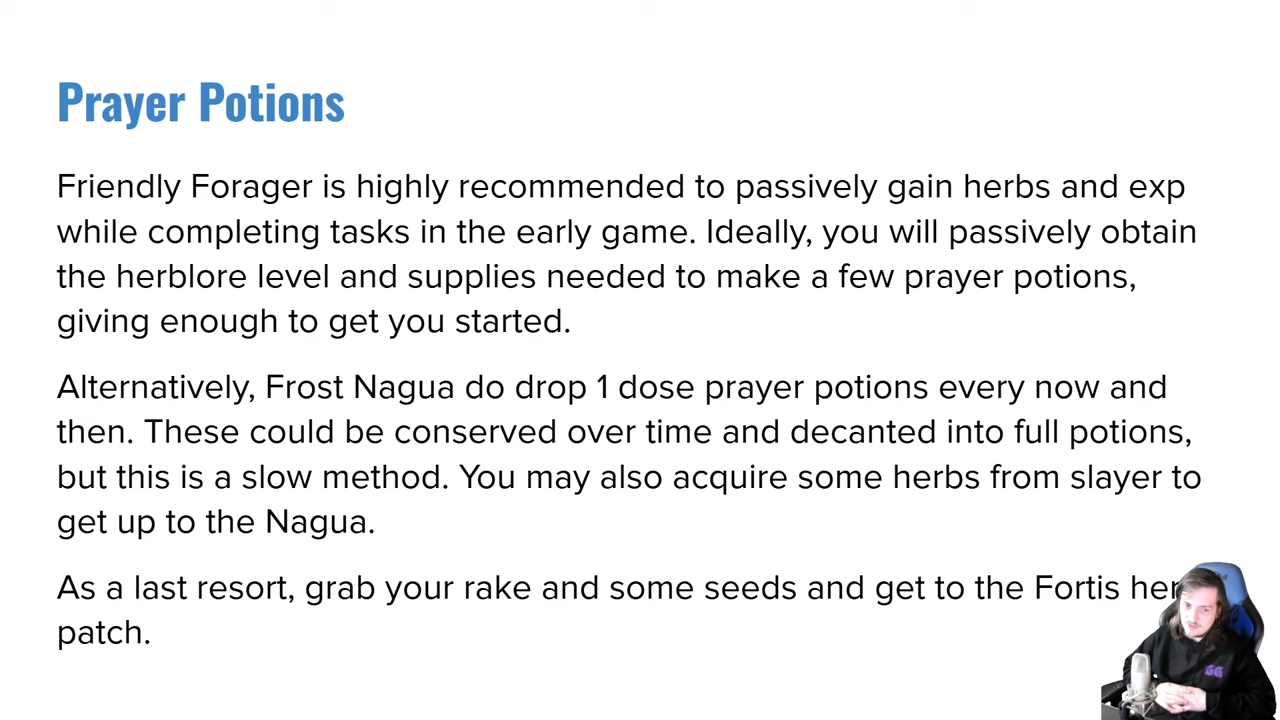 Prayer Potions
Friendly Forager is highly recommended to passively gain herbs and exp
while completing tasks in the early game. Ideally, you will passively obtain
the herblore level and supplies needed to make a few prayer potions,
giving enough to get you started.
Alternatively, Frost Nagua do drop 1 dose prayer potions every now and
then. These could be conserved over time and decanted into full potions,
but this is a slow method. You may also acquire some herbs from slayer to
get up to the Nagua.
As a last resort, grab your rake and some seeds and get to the Fortis her
patch.
GG